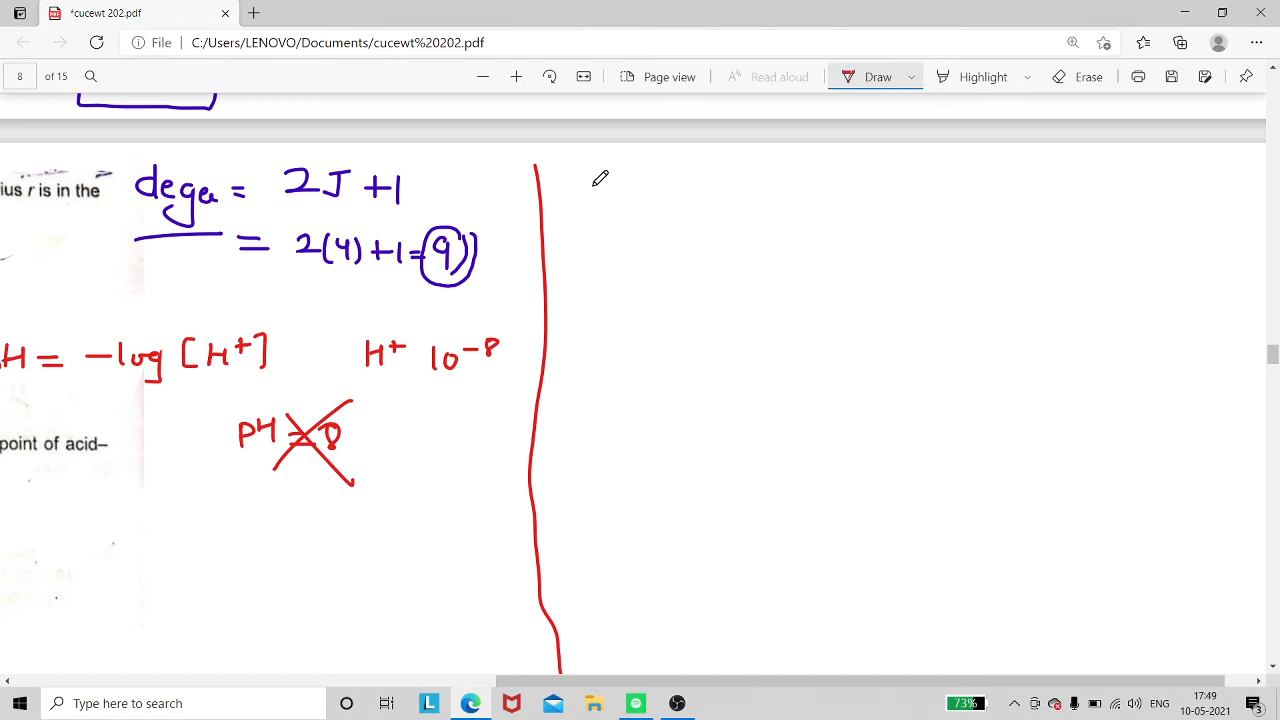 *cucewt 202.pdf
File C:/Users/LENOVO/Documents/cucewt%20202.pdf
8 of 15 Page view Read aloud Draw Highlight Erase
ius r is in the
= 2J + 1
= 2(4) + 1 = 9
H = -log [H+] H+ 10-8
PH = 8
point of acid–
Type here to search
L
73%
17:49
10-05-2021
3